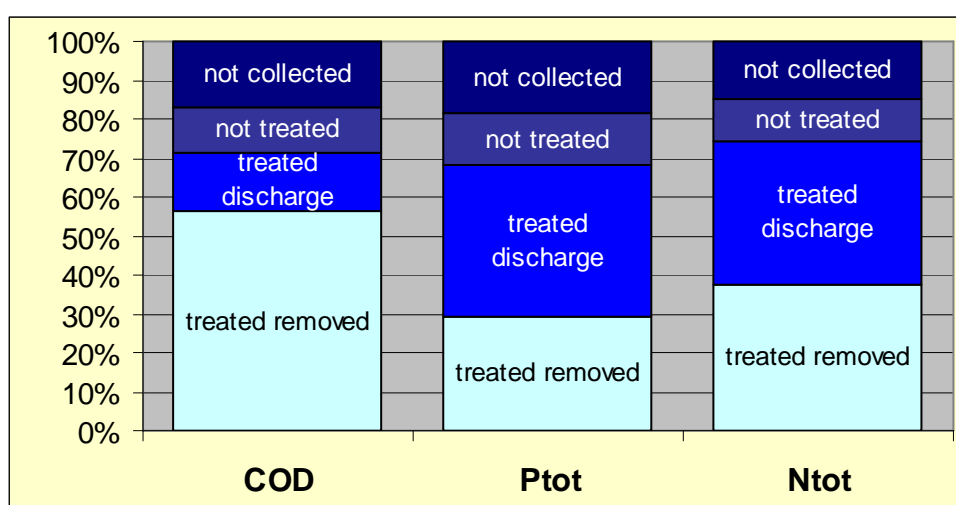 100%
90%
80%
70%
60%
50%
40%
30%
20%
10%
0%
not collected
not treated
treated
discharge
treated removed
not collected
not treated
treated
discharge
treated removed
not collected
not treated
treated
discharge
treated removed
COD Ptot Ntot